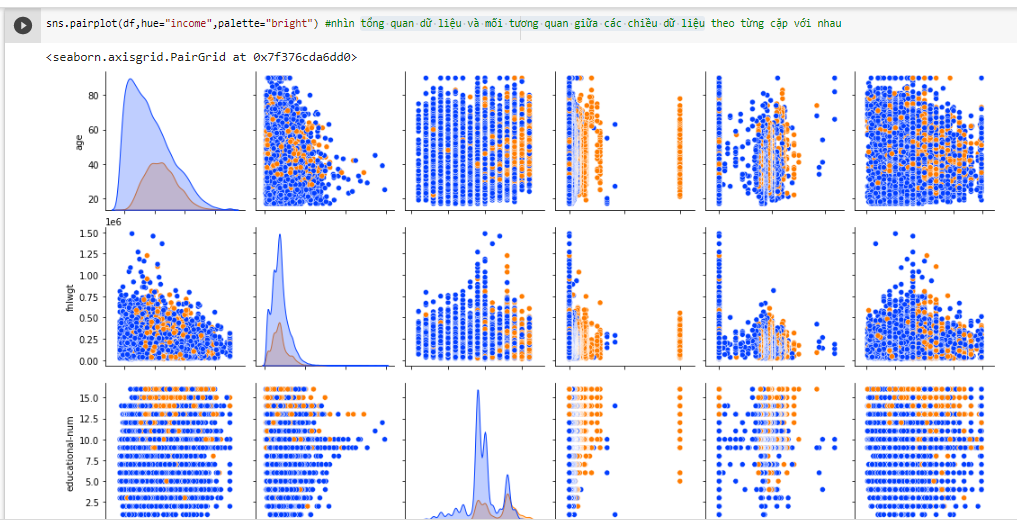 sns.pairplot(df,hue="income",palette="bright") #nhìn tổng quan dữ liệu và mối tương quan giữa các chiều dữ liệu theo từng cặp với nhau
<seaborn.axisgrid.PairGrid at 0x7f376cda6dd0>
80
60
40
20
age
1e6
1.50
1.25
1.00
0.75
0.50
0.25
0.00
fnlwgt
15.0
12.5
10.0
7.5
5.0
2.5
educational-num